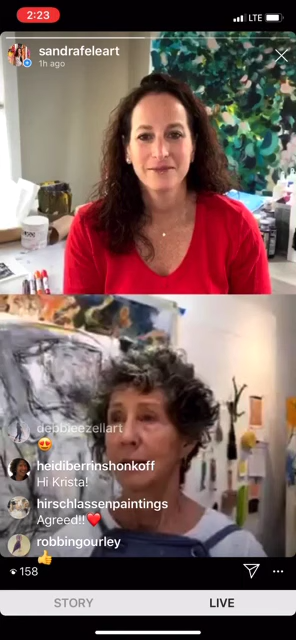 2:23
LTE
sandrafeleart
1h ago
debbieezellart
😍
heidiberrinshonkoff
Hi Krista!
hirschlassenpaintings
Agreed!!❤️
robbingourley
👍
158
STORY
LIVE